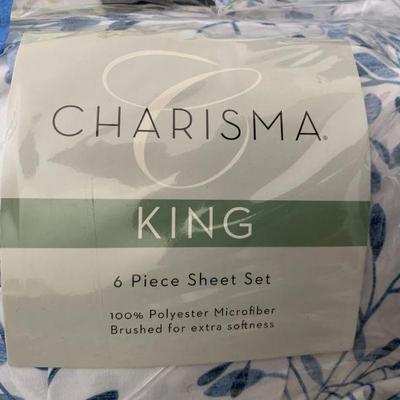 CHARISMA®
KING
6 Piece Sheet Set
100% Polyester Microfiber
Brushed for extra softness